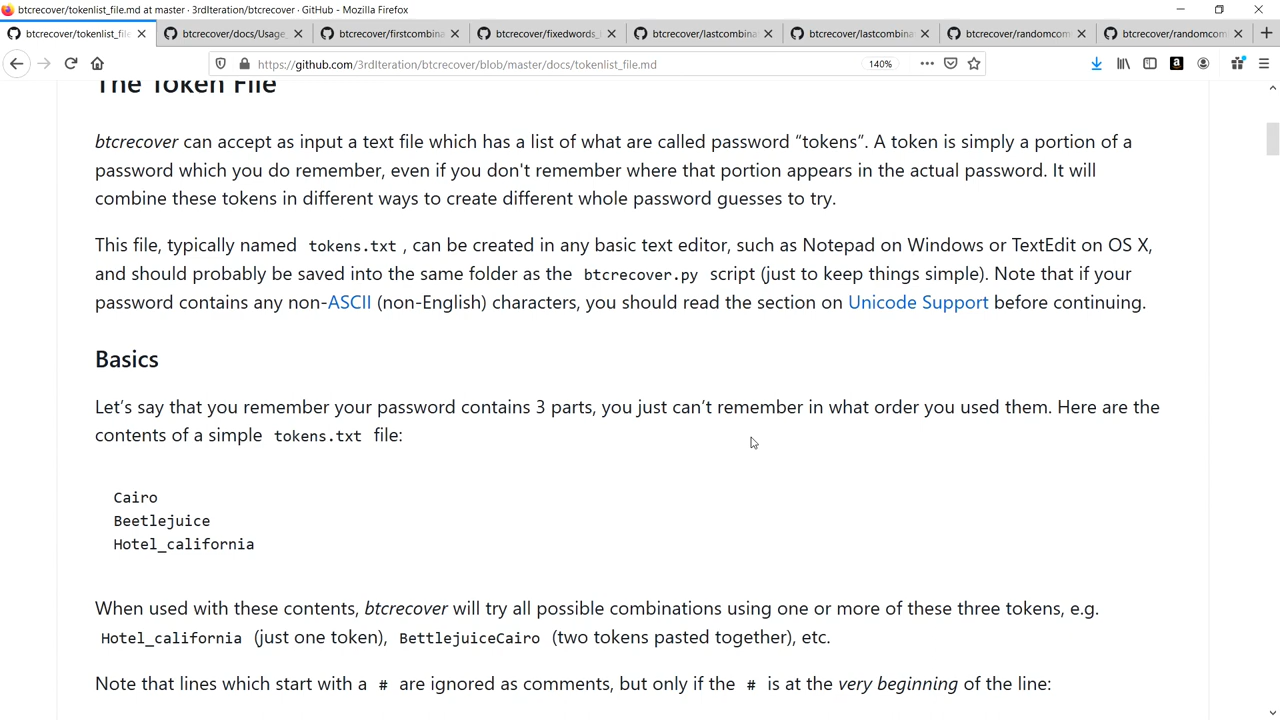 btcrecover/tokenlist_file.md at master · 3rdIteration/btcrecover · GitHub - Mozilla Firefox
btcrecover/tokenlist_file
btcrecover/docs/Usage_
btcrecover/firstcombina
btcrecover/fixedwords_
btcrecover/lastcombina
btcrecover/lastcombina
btcrecover/randomcom
btcrecover/randomcom
https://github.com/3rdIteration/btcrecover/blob/master/docs/tokenlist_file.md
140%
The Token File
btcrecover can accept as input a text file which has a list of what are called password “tokens”. A token is simply a portion of a
password which you do remember, even if you don't remember where that portion appears in the actual password. It will
combine these tokens in different ways to create different whole password guesses to try.
This file, typically named tokens.txt , can be created in any basic text editor, such as Notepad on Windows or TextEdit on OS X,
and should probably be saved into the same folder as the btcrecover.py script (just to keep things simple). Note that if your
password contains any non-ASCII (non-English) characters, you should read the section on Unicode Support before continuing.
Basics
Let’s say that you remember your password contains 3 parts, you just can’t remember in what order you used them. Here are the
contents of a simple tokens.txt file:
Cairo
Beetlejuice
Hotel_california
When used with these contents, btcrecover will try all possible combinations using one or more of these three tokens, e.g.
Hotel_california (just one token), BettlejuiceCairo (two tokens pasted together), etc.
Note that lines which start with a # are ignored as comments, but only if the # is at the very beginning of the line: